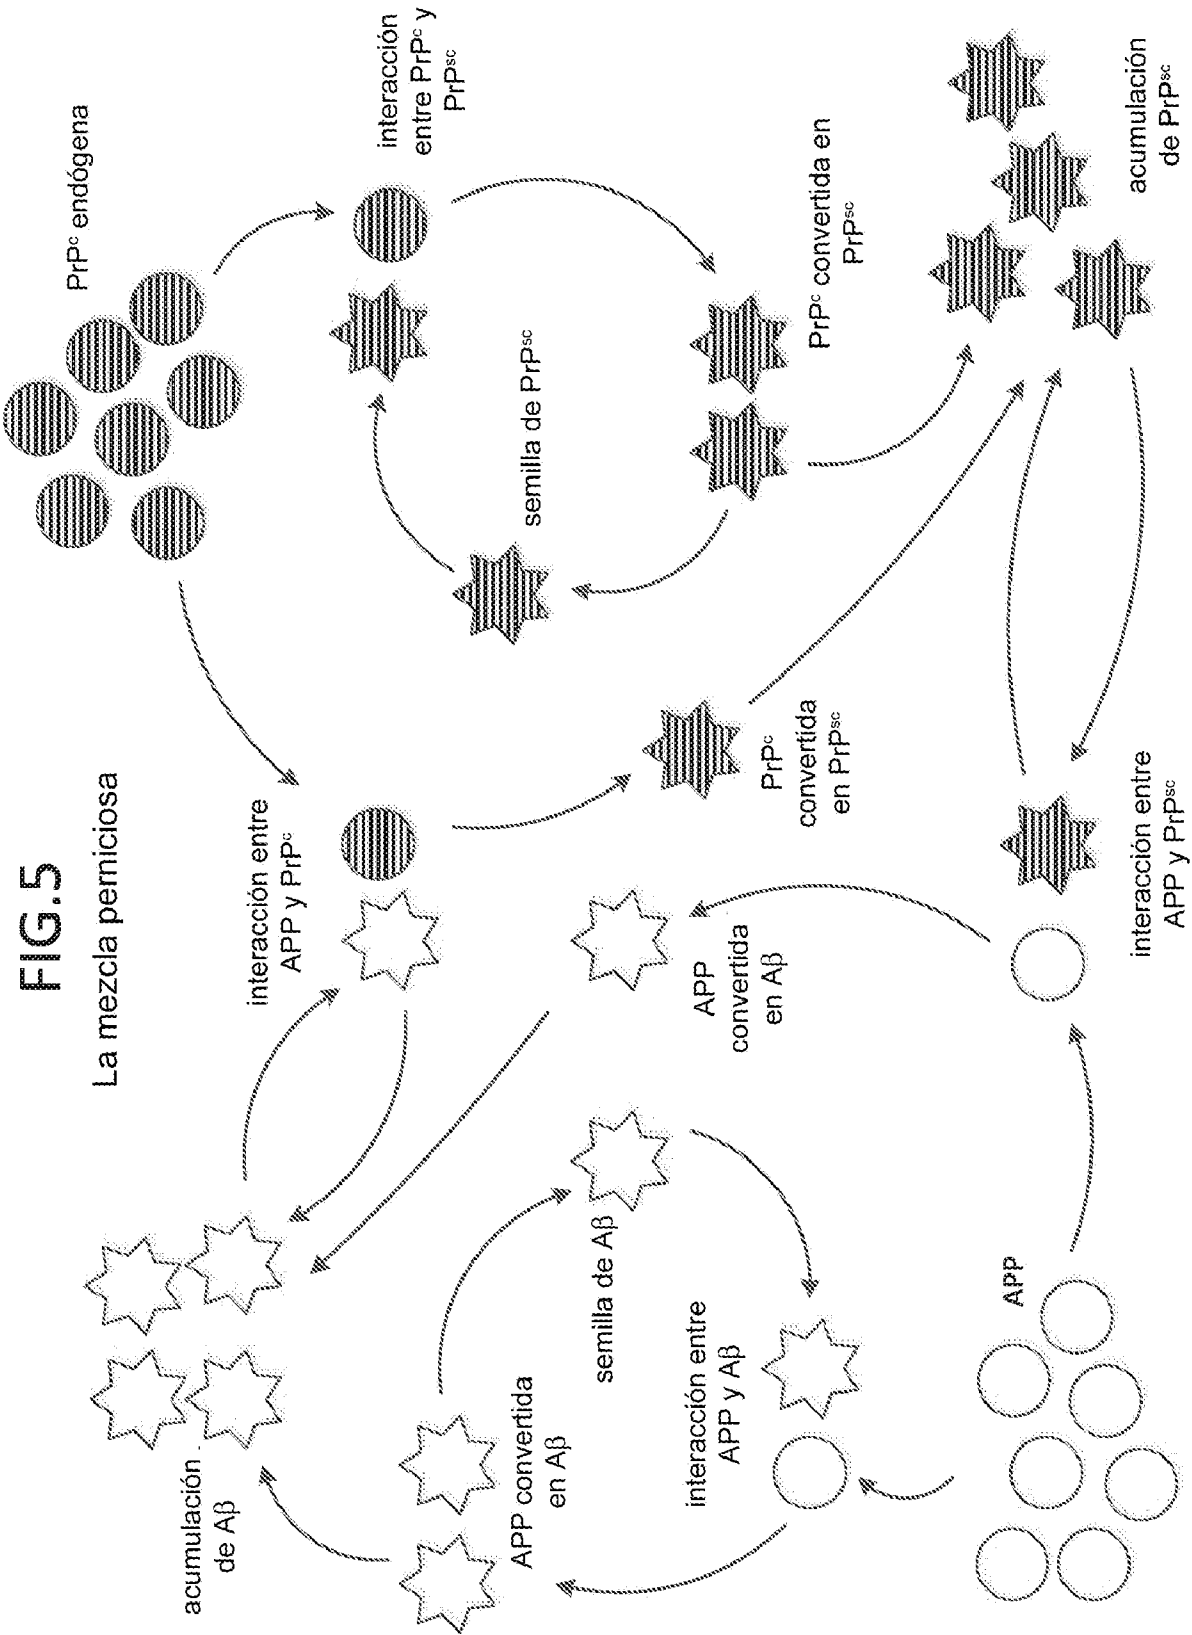 FIG.5
La mezcla perniciosa
acumulación
de Aβ
interacción entre
APP y PrPᶜ
PrPᶜ endógena
interacción
entre PrPᶜ y
PrPˢᶜ
semilla de PrPˢᶜ
PrPᶜ convertida en
PrPˢᶜ
APP convertida
en Aβ
semilla de Aβ
interacción entre
APP y Aβ
APP
convertida
en Aβ
PrPᶜ
convertida
en PrPˢᶜ
APP
interacción entre
APP y PrPˢᶜ
acumulación
de PrPˢᶜ